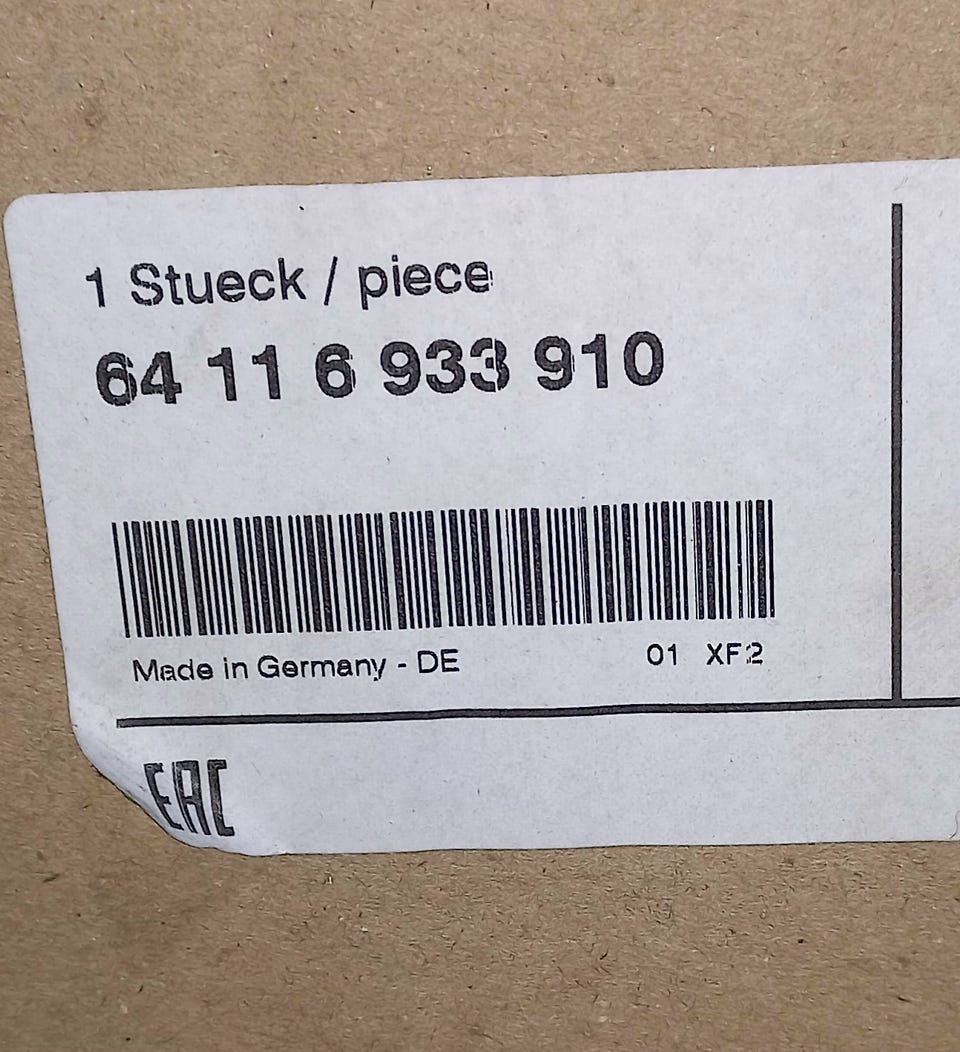 1 Stueck / piece
64 11 6 933 910
Made in Germany - DE 01 XF2
EAC